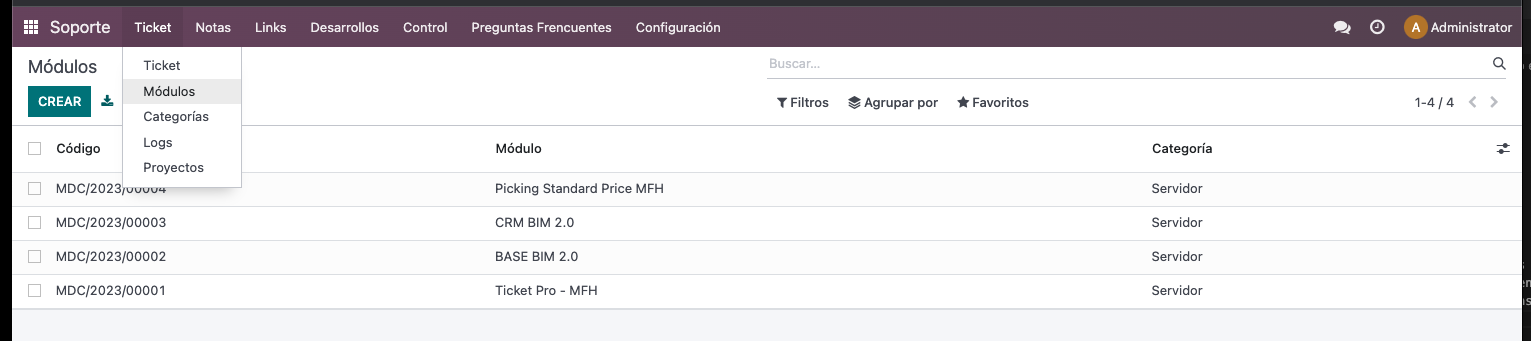 Soporte Ticket Notas Links Desarrollos Control Preguntas Frencuentes Configuración A Administrator
Módulos
Buscar...
CREAR
Filtros Agrupar por Favoritos 1-4 / 4
Ticket
Módulos
Categorías
Logs
Proyectos
Código Módulo Categoría
MDC/2023/00004 Picking Standard Price MFH Servidor
MDC/2023/00003 CRM BIM 2.0 Servidor
MDC/2023/00002 BASE BIM 2.0 Servidor
MDC/2023/00001 Ticket Pro - MFH Servidor